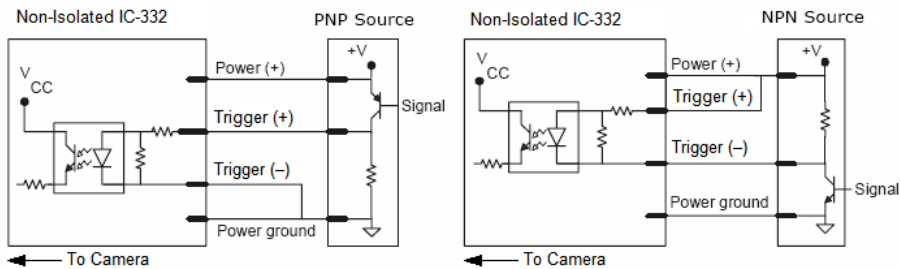 Non-Isolated IC-332
PNP Source
+V
V
CC
Power (+)
Signal
Trigger (+)
Trigger (–)
Power ground
To Camera
Non-Isolated IC-332
NPN Source
+V
V
CC
Power (+)
Trigger (+)
Trigger (–)
Signal
Power ground
To Camera